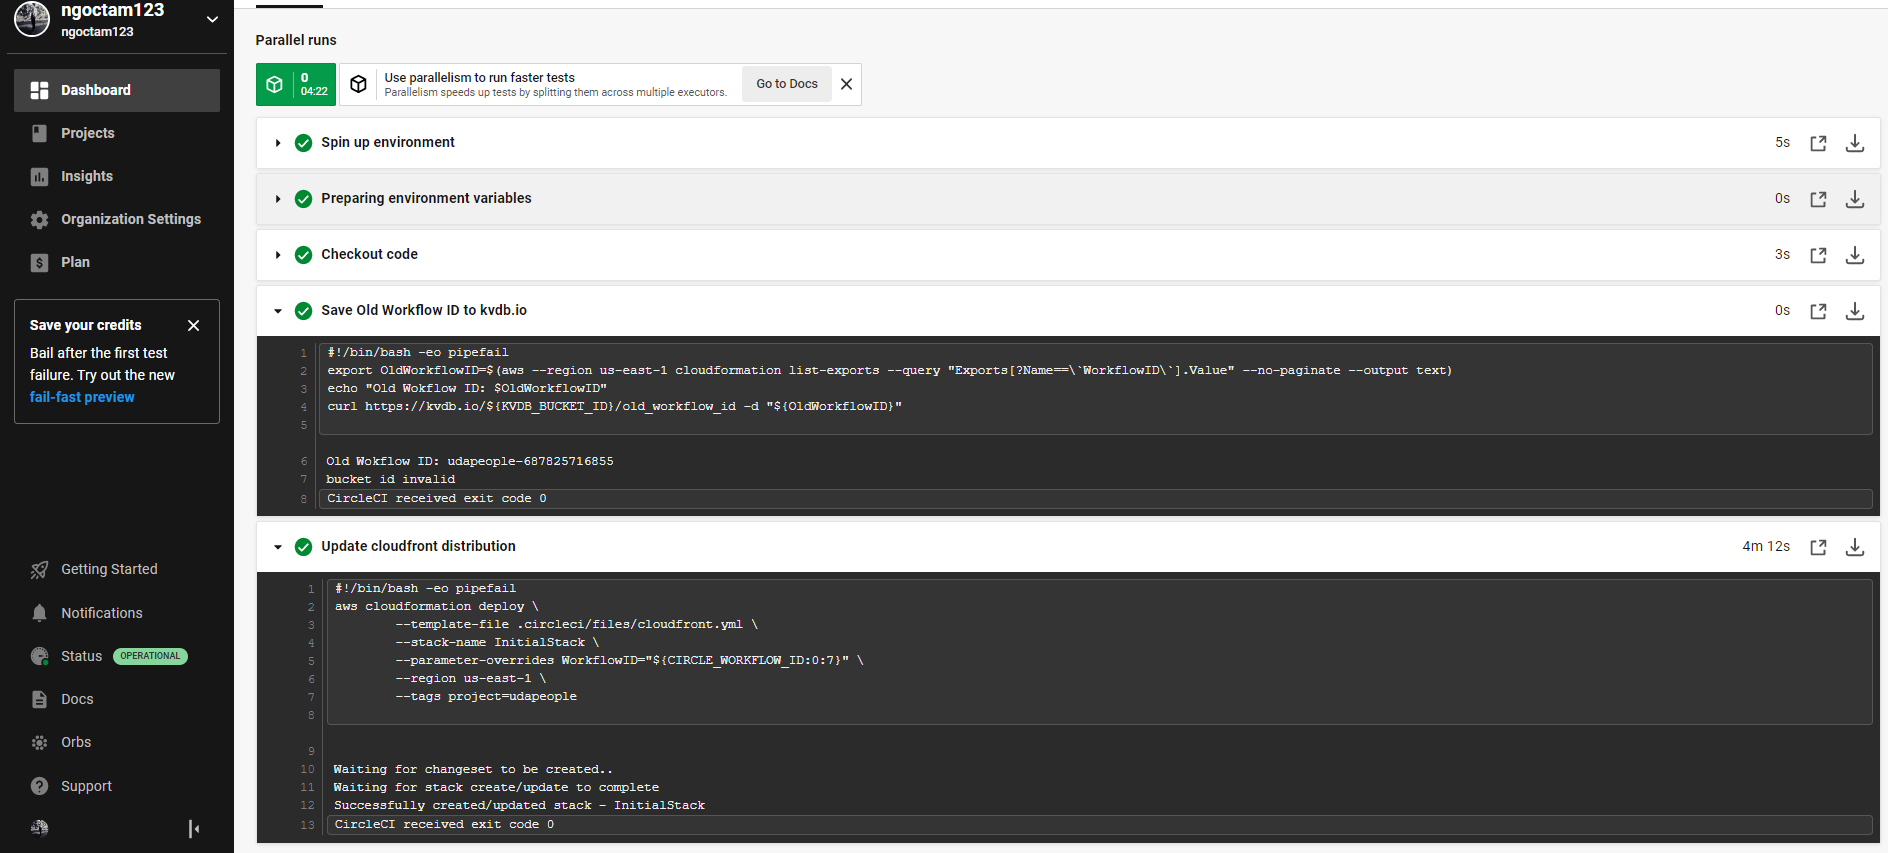 ngoctam123
ngoctam123
Dashboard
Projects
Insights
Organization Settings
Plan
Save your credits
Bail after the first test
failure. Try out the new
fail-fast preview
Getting Started
Notifications
Status OPERATIONAL
Docs
Orbs
Support
Parallel runs
0
04:22
Use parallelism to run faster tests
Parallelism speeds up tests by splitting them across multiple executors.
Go to Docs
Spin up environment 5s
Preparing environment variables 0s
Checkout code 3s
Save Old Workflow ID to kvdb.io 0s
1 #!/bin/bash -eo pipefail
2 export OldWorkflowID=$(aws --region us-east-1 cloudformation list-exports --query "Exports[?Name==\`WorkflowID\`].Value" --no-paginate --output text)
3 echo "Old Wokflow ID: $OldWorkflowID"
4 curl https://kvdb.io/${KVDB_BUCKET_ID}/old_workflow_id -d "${OldWorkflowID}"
5
6 Old Wokflow ID: udapeople-687825716855
7 bucket id invalid
8 CircleCI received exit code 0
Update cloudfront distribution 4m 12s
1 #!/bin/bash -eo pipefail
2 aws cloudformation deploy \
3 --template-file .circleci/files/cloudfront.yml \
4 --stack-name InitialStack \
5 --parameter-overrides WorkflowID="${CIRCLE_WORKFLOW_ID:0:7}" \
6 --region us-east-1 \
7 --tags project=udapeople
8
9
10 Waiting for changeset to be created..
11 Waiting for stack create/update to complete
12 Successfully created/updated stack - InitialStack
13 CircleCI received exit code 0